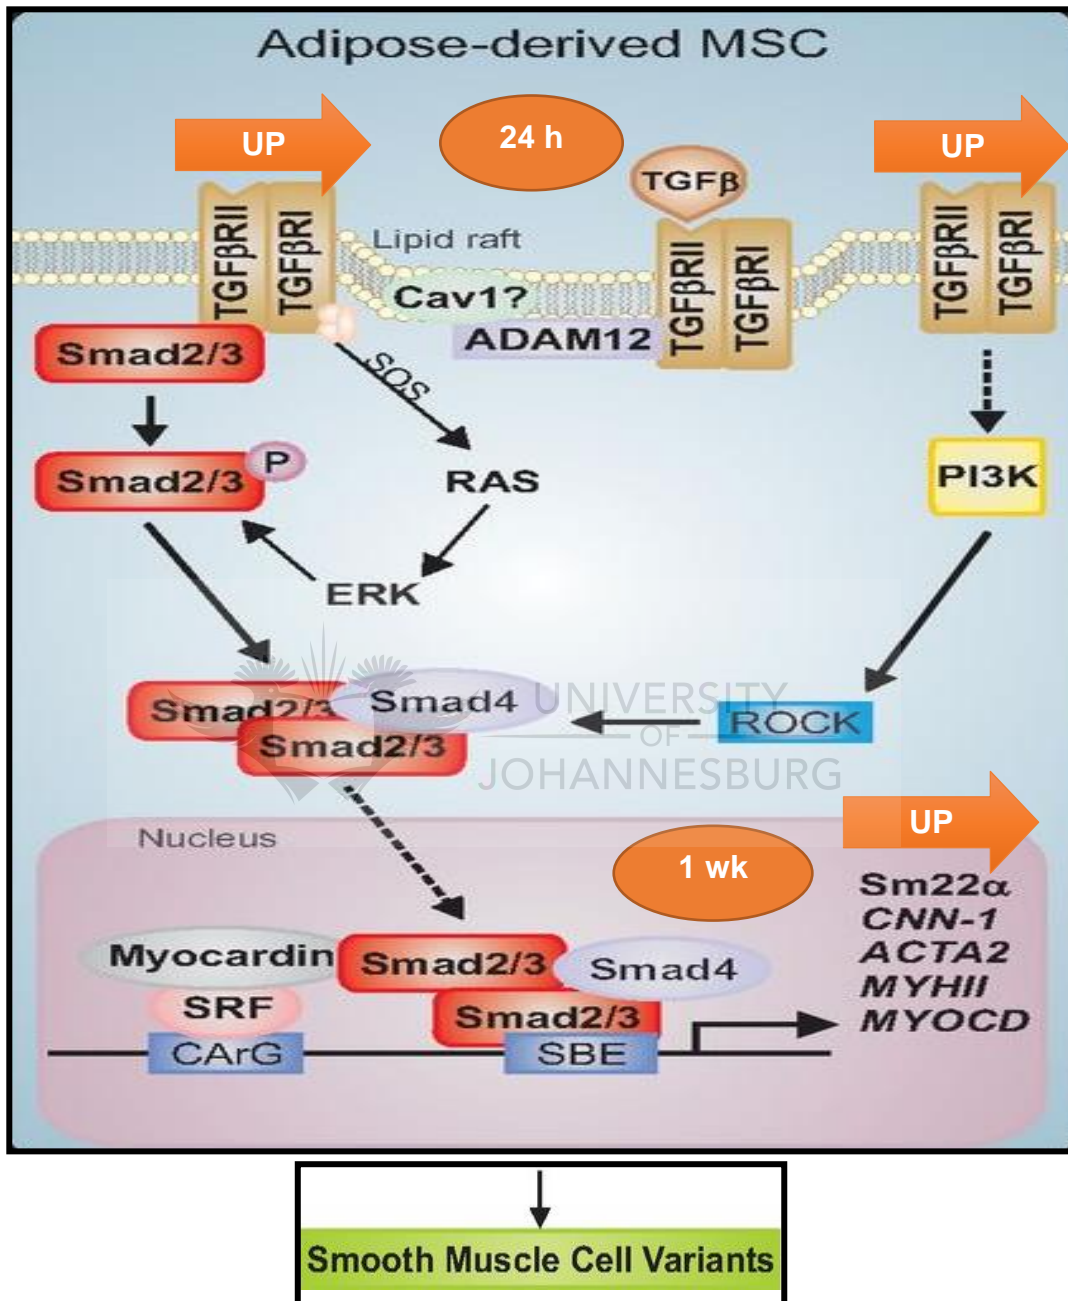 Adipose-derived MSC
UP
24 h
UP
TGFβ
TGFβRII
TGFβRI
Lipid raft
TGFβRII
TGFβRI
TGFβRII
TGFβRI
Cav1?
ADAM12
Smad2/3
SOS
Smad2/3
P
RAS
PI3K
ERK
Smad2/3
Smad4
Smad2/3
ROCK
UNIVERSITY
OF
JOHANNESBURG
Nucleus
1 wk
UP
Sm22α
CNN-1
ACTA2
MYHII
MYOCD
Myocardin
Smad2/3
Smad4
SRF
Smad2/3
CArG
SBE
Smooth Muscle Cell Variants